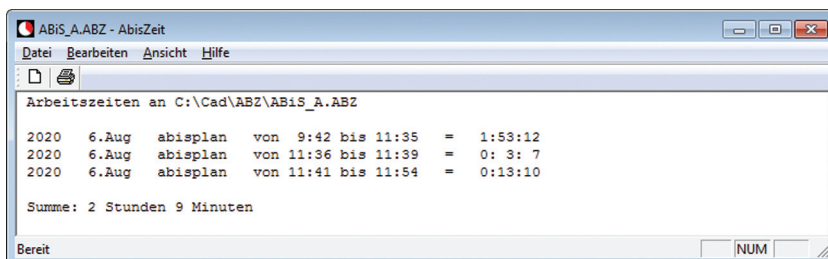 ABiS_A.ABZ - AbisZeit
Datei Bearbeiten Ansicht Hilfe
Arbeitszeiten an C:\Cad\ABZ\ABiS_A.ABZ
2020 6.Aug abisplan von 9:42 bis 11:35 = 1:53:12
2020 6.Aug abisplan von 11:36 bis 11:39 = 0: 3: 7
2020 6.Aug abisplan von 11:41 bis 11:54 = 0:13:10
Summe: 2 Stunden 9 Minuten
Bereit NUM